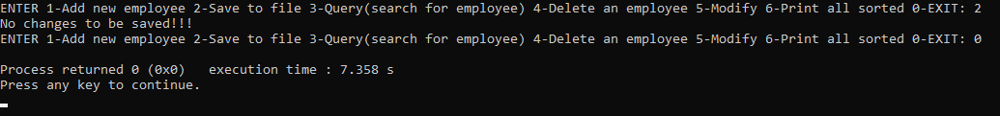 ENTER 1-Add new employee 2-Save to file 3-Query(search for employee) 4-Delete an employee 5-Modify 6-Print all sorted 0-EXIT: 2
No changes to be saved!!!
ENTER 1-Add new employee 2-Save to file 3-Query(search for employee) 4-Delete an employee 5-Modify 6-Print all sorted 0-EXIT: 0
Process returned 0 (0x0)   execution time : 7.358 s
Press any key to continue.